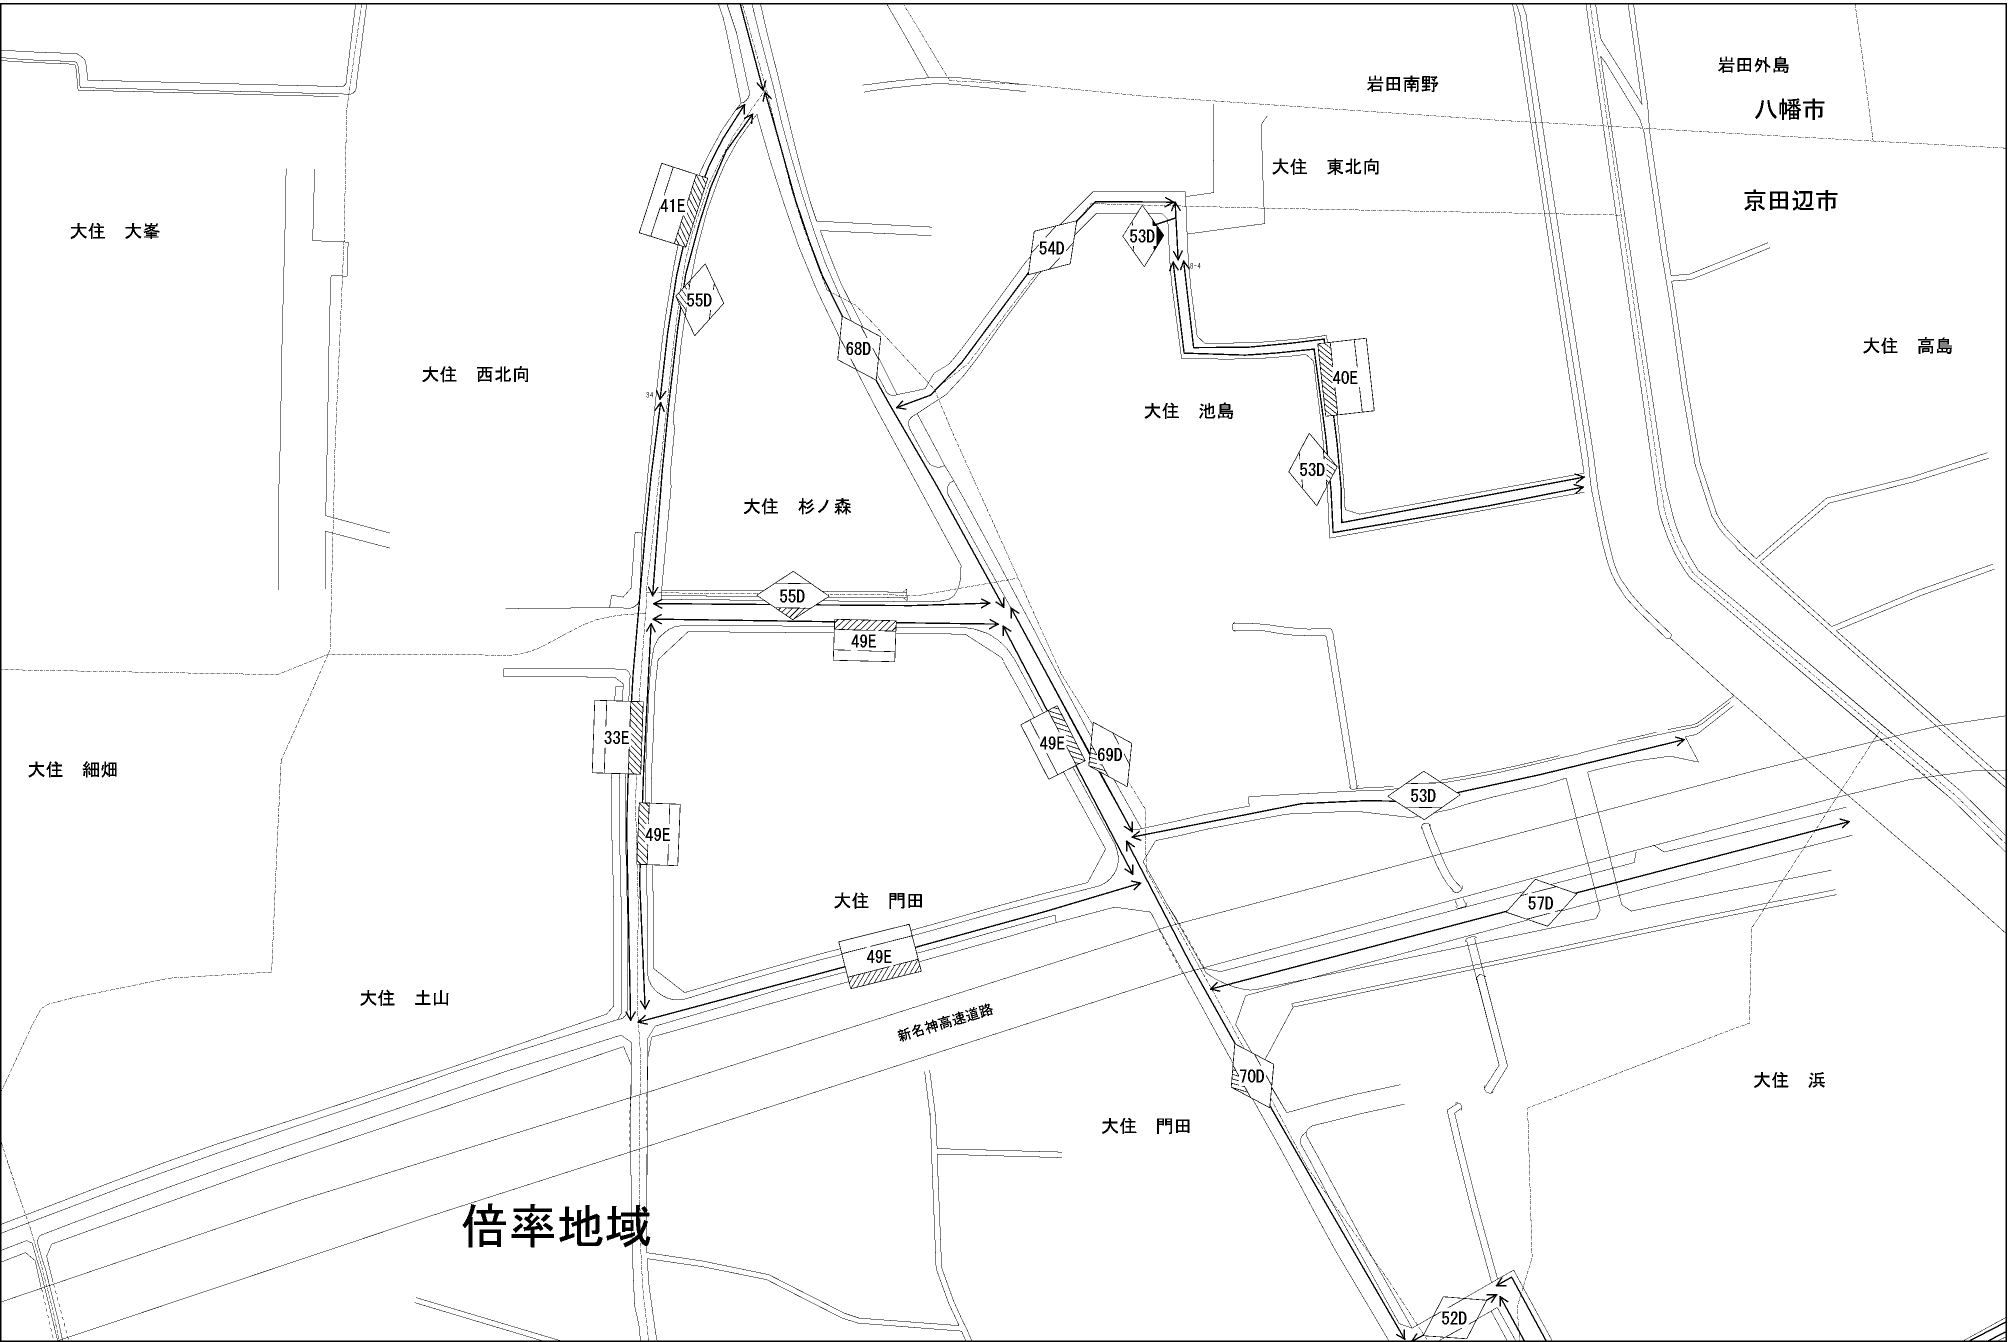 岩田外島
岩田南野
八幡市
大住　東北向
京田辺市
41E
大住　大峯
53D
54D
8-4
55D
大住　高島
68D
大住　西北向
40E
34
大住　池島
53D
大住　杉ノ森
55D
49E
33E
49E
69D
大住　細畑
53D
49E
大住　門田
57D
49E
大住　土山
新名神高速道路
70D
大住　浜
大住　門田
倍率地域
52D